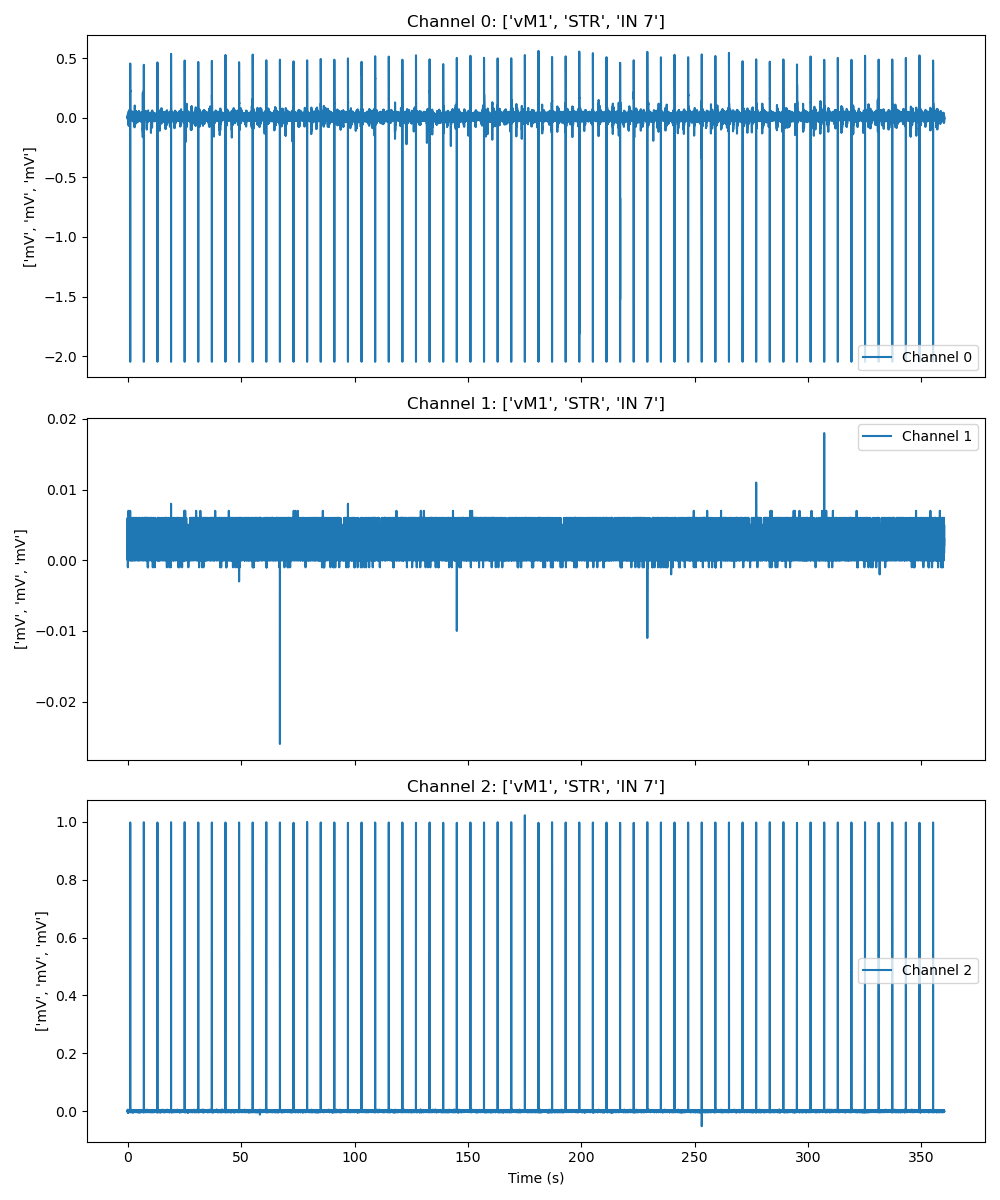 Channel 0: ['vM1', 'STR', 'IN 7']
0.5
0.0
−0.5
−1.0
−1.5
−2.0
['mV', 'mV', 'mV']
Channel 0
Channel 1: ['vM1', 'STR', 'IN 7']
0.02
0.01
0.00
−0.01
−0.02
['mV', 'mV', 'mV']
Channel 1
Channel 2: ['vM1', 'STR', 'IN 7']
1.0
0.8
0.6
0.4
0.2
0.0
['mV', 'mV', 'mV']
Channel 2
0 50 100 150 200 250 300 350
Time (s)